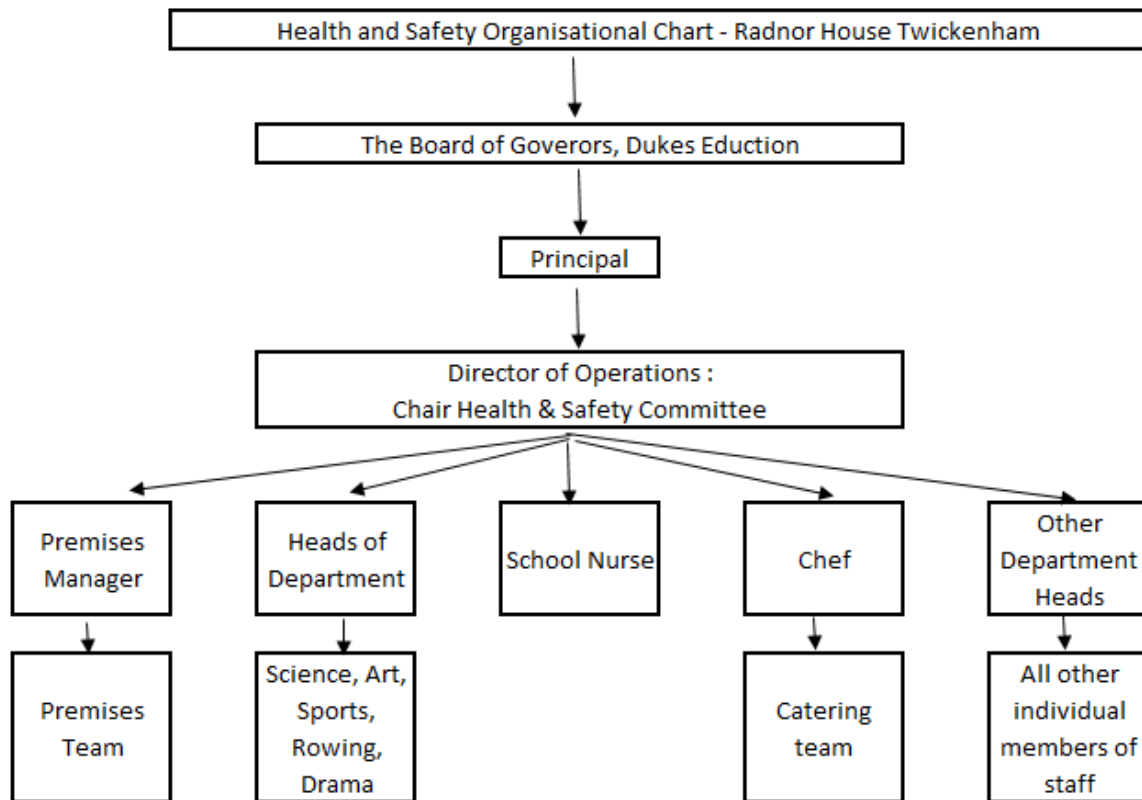 Health and Safety Organisational Chart - Radnor House Twickenham
The Board of Goverors, Dukes Eduction
Principal
Director of Operations :
Chair Health & Safety Committee
Premises
Manager
Heads of
Department
School Nurse
Chef
Other
Department
Heads
Premises
Team
Science, Art,
Sports,
Rowing,
Drama
Catering
team
All other
individual
members of
staff